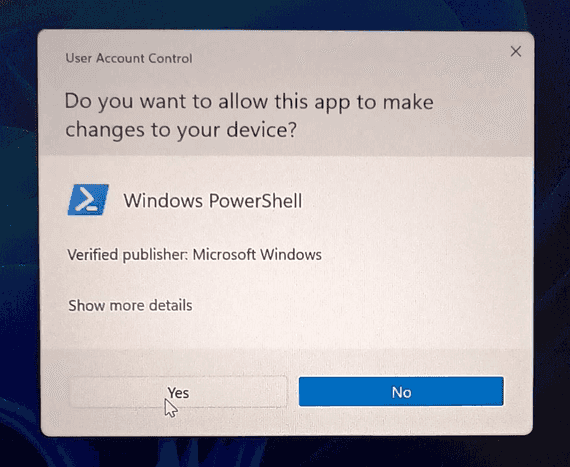 User Account Control
Do you want to allow this app to make
changes to your device?
Windows PowerShell
Verified publisher: Microsoft Windows
Show more details
Yes
No